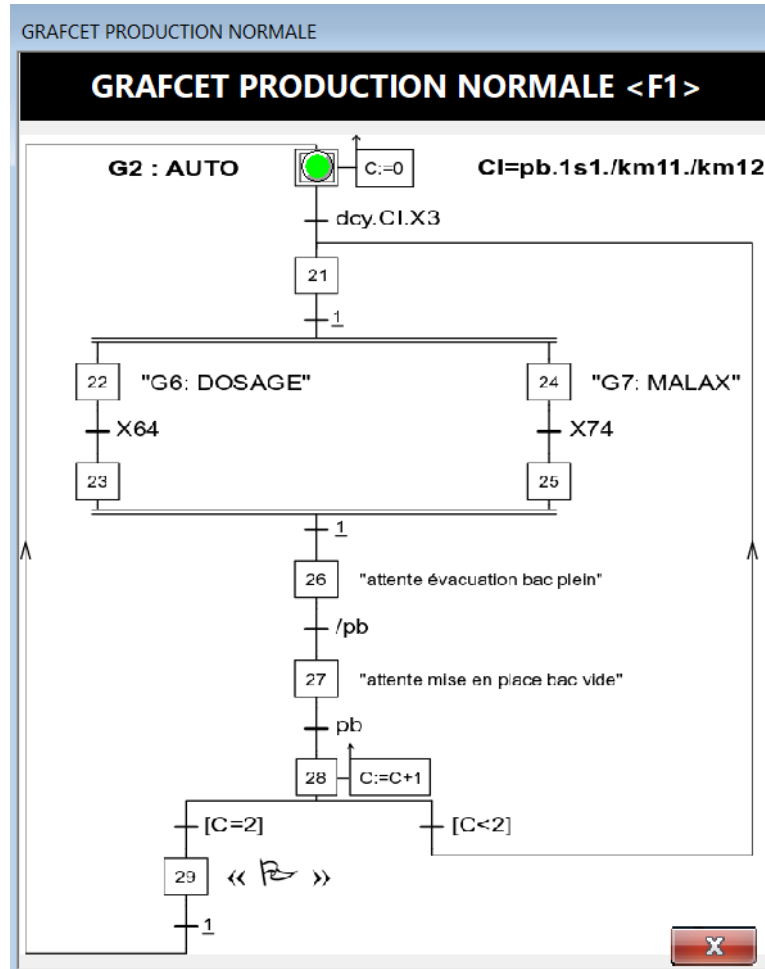 GRAFCET PRODUCTION NORMALE
GRAFCET PRODUCTION NORMALE <F1>
G2 : AUTO
C:=0
CI=pb.1s1./km11./km12
dcy.CI.X3
21
1
22 "G6: DOSAGE"
24 "G7: MALAX"
X64
X74
23
25
1
26 "attente évacuation bac plein"
/pb
27 "attente mise en place bac vide"
pb
28 C:=C+1
[C=2]
[C<2]
29 « »
1
X